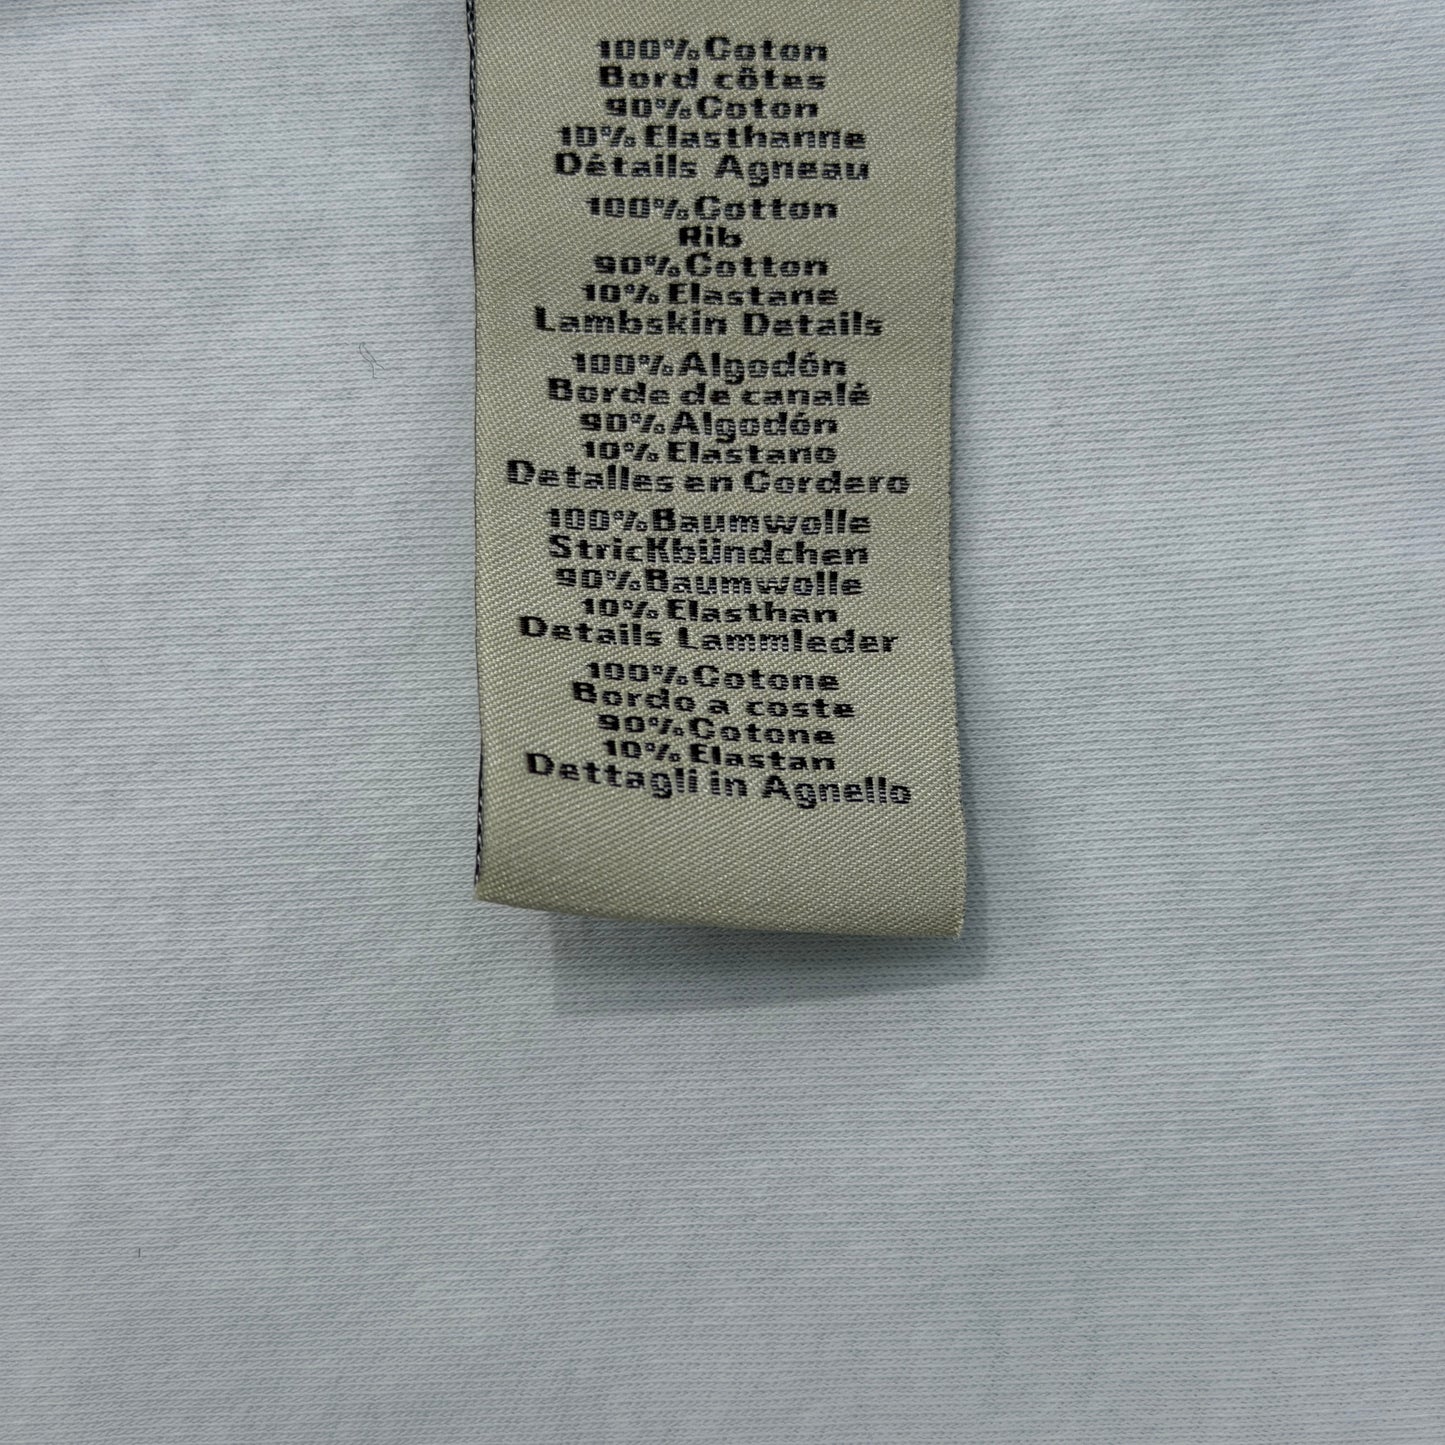 100% Coton
Bord côtes
90% Coton
10% Elasthanne
Détails Agneau
100% Cotton
Rib
90% Cotton
10% Elastane
Lambskin Details
100% Algodón
Borde de canalé
90% Algodón
10% Elastano
Detalles en Cordero
100% Baumwolle
StricKbündchen
90% Baumwolle
10% Elasthan
Details Lammleder
100% Cotone
Bordo a coste
90% Cotone
10% Elastan
Dettagli in Agnello